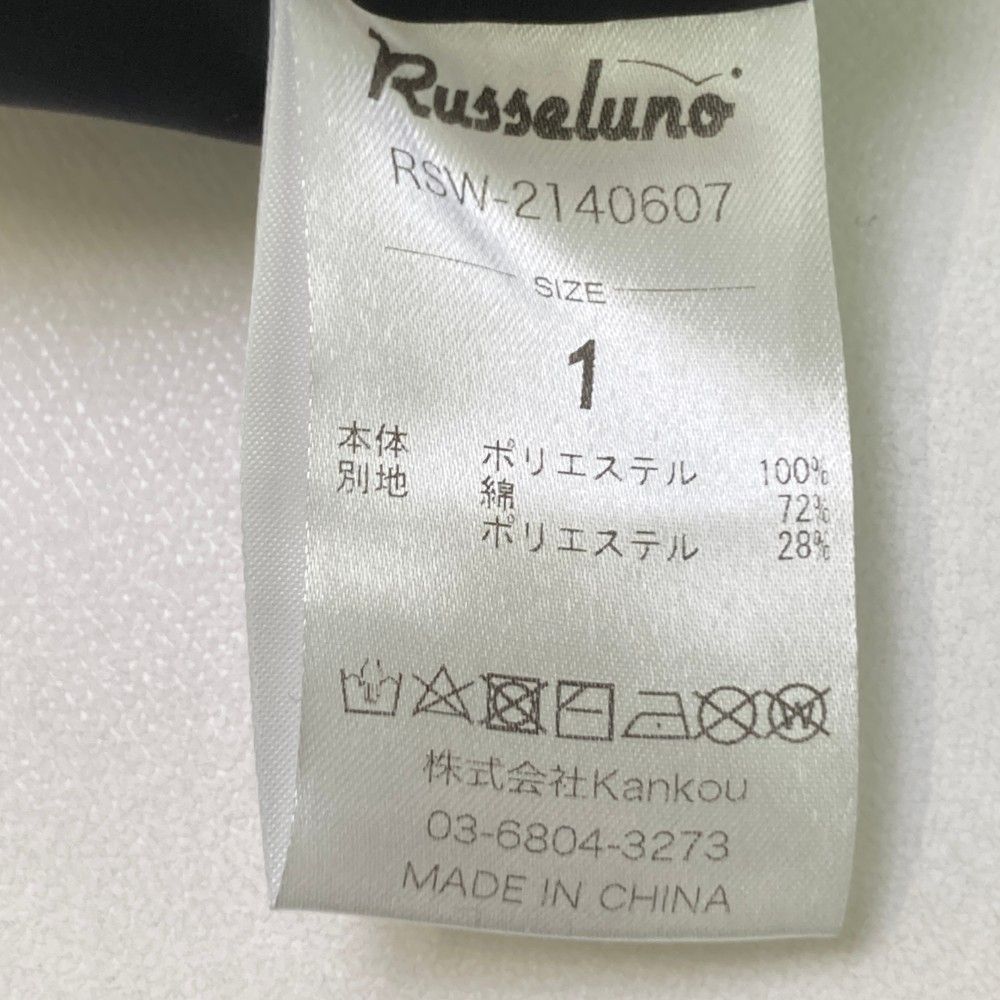 Russeluno
RSW-2140607
SIZE
1
本体 ポリエステル 100%
別地 綿 72%
ポリエステル 28%
W
株式会社Kankou
03-6804-3273
MADE IN CHINA